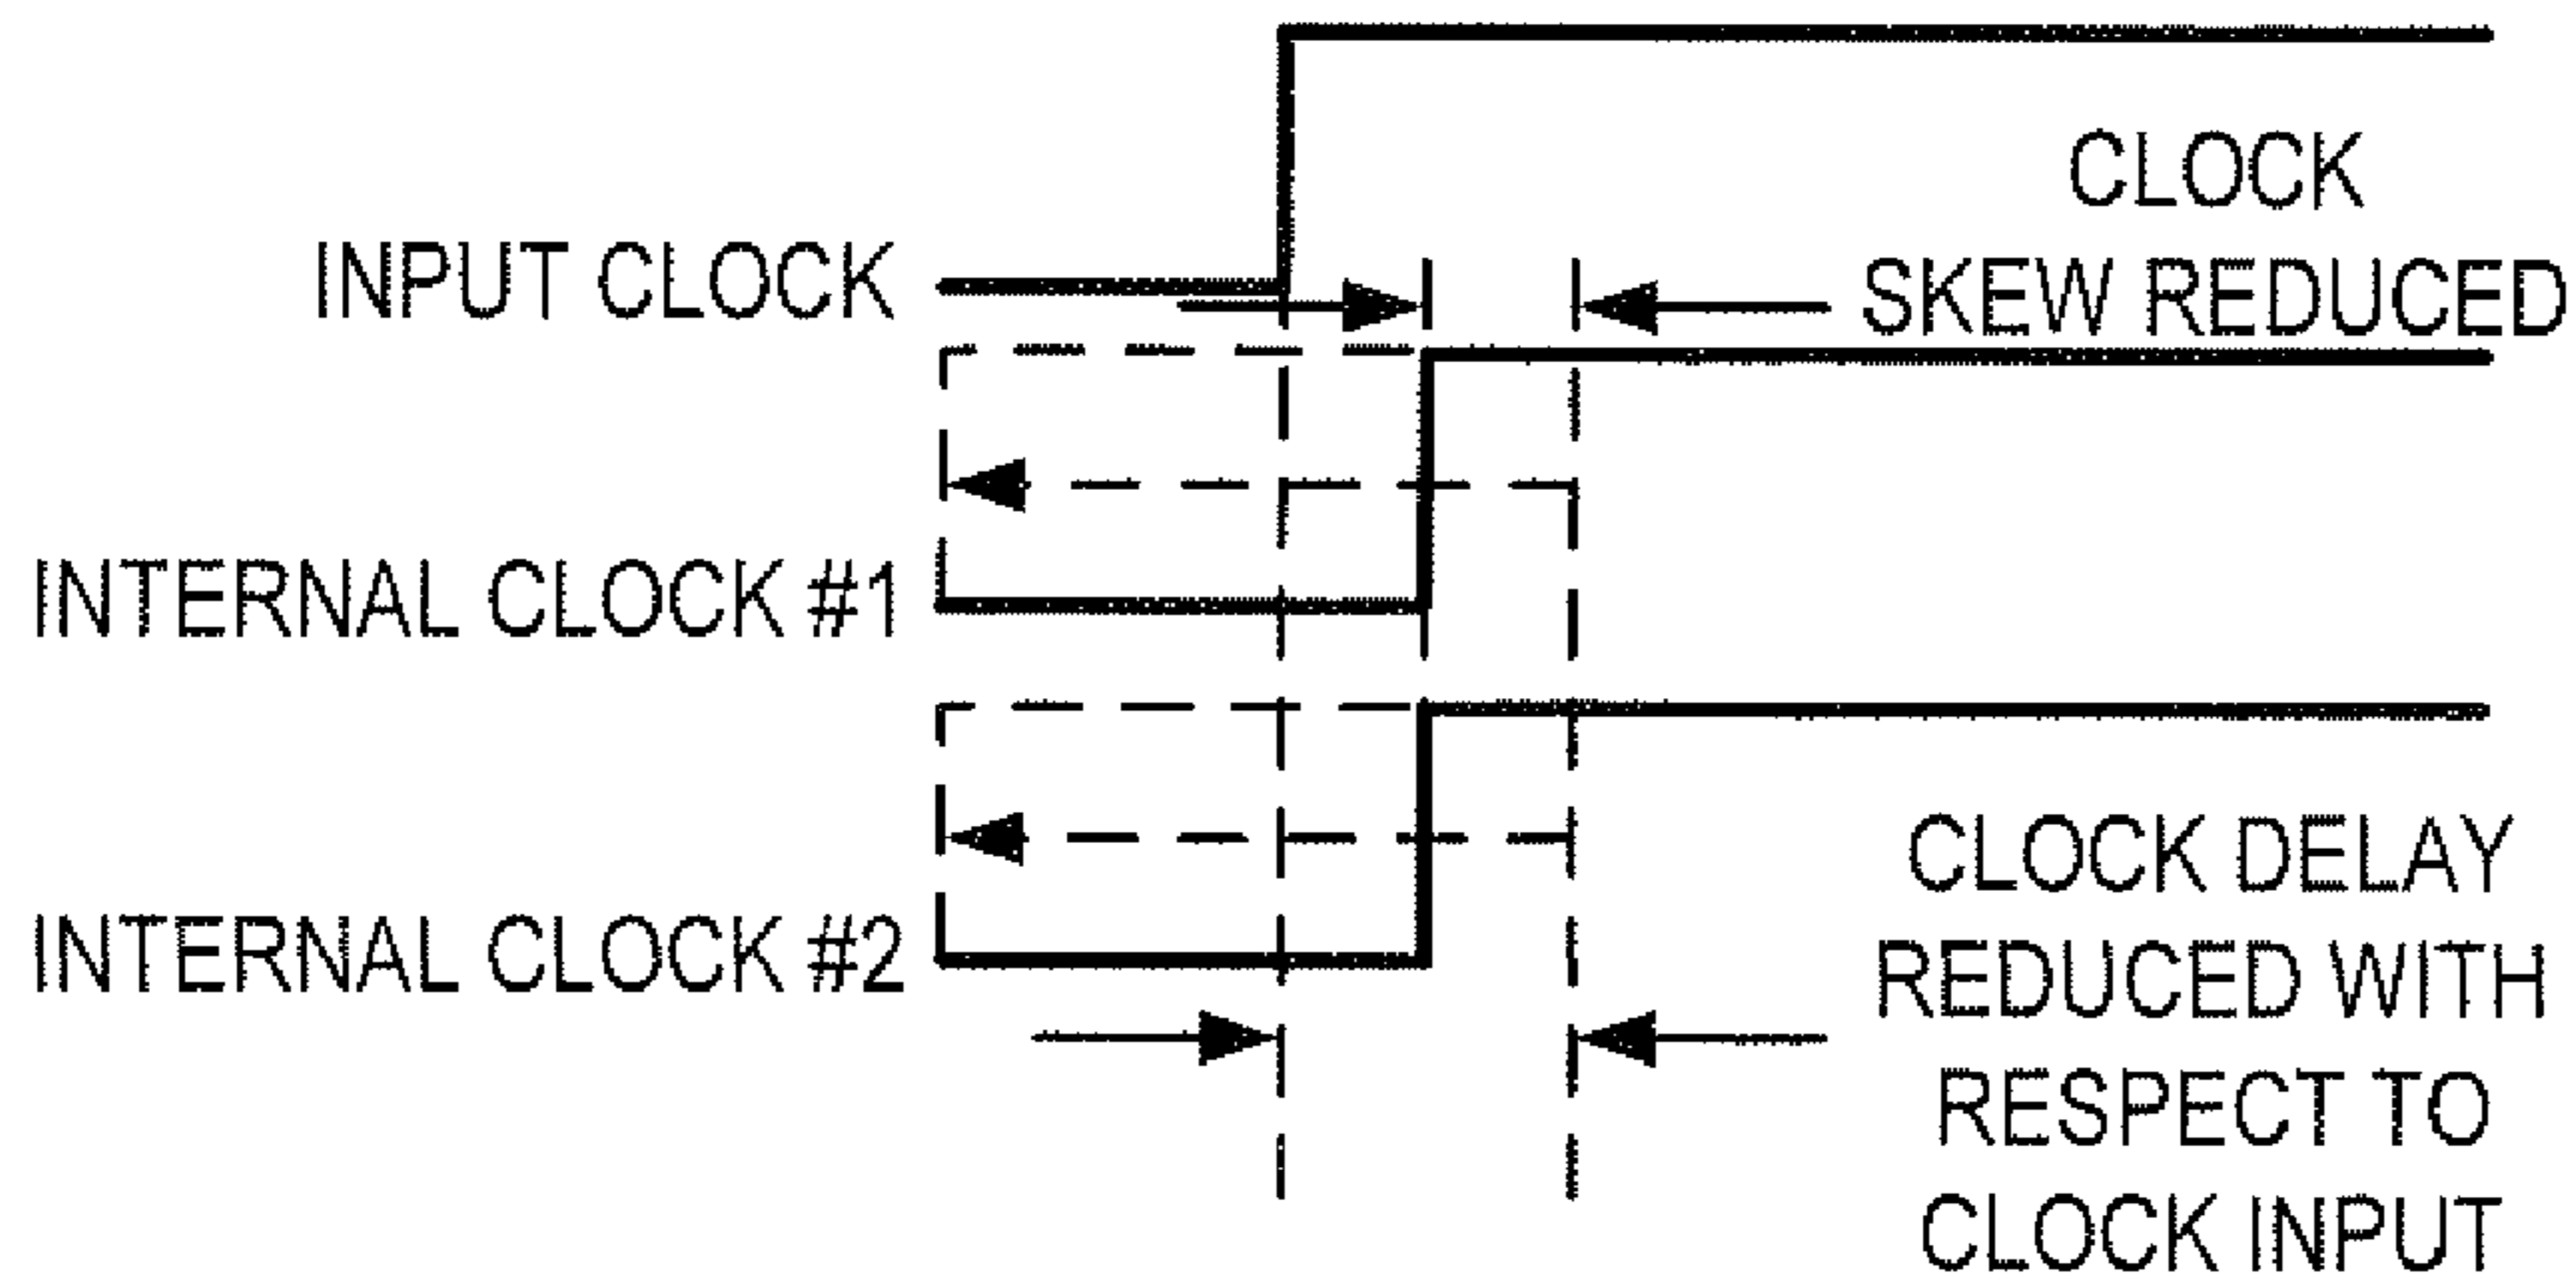 CLOCK
SKEW REDUCED
INPUT CLOCK
INTERNAL CLOCK #1
INTERNAL CLOCK #2
CLOCK DELAY
REDUCED WITH
RESPECT TO
CLOCK INPUT